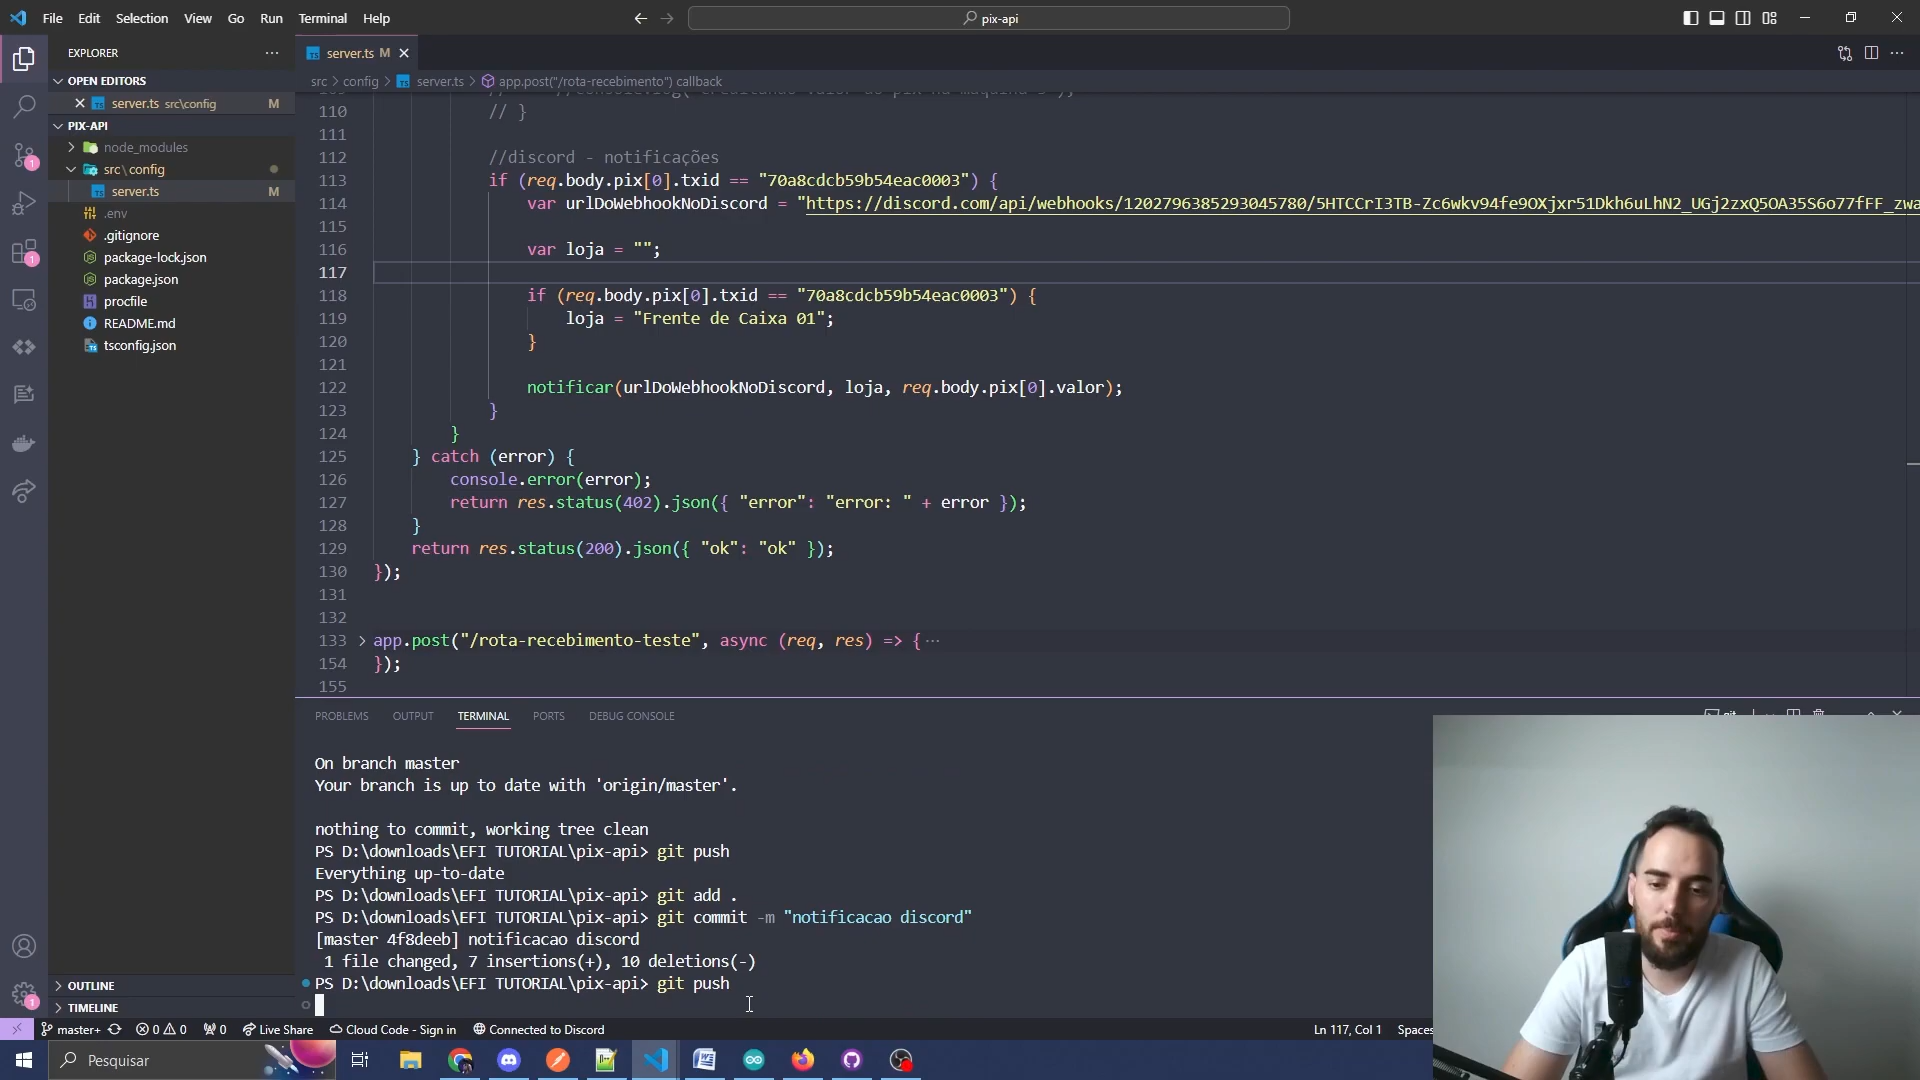 File Edit Selection View Go Run Terminal Help
pix-api
EXPLORER
OPEN EDITORS
server.ts src\config M
PIX-API
node_modules
src\config
server.ts M
.env
.gitignore
package-lock.json
package.json
procfile
README.md
tsconfig.json
OUTLINE
TIMELINE
server.ts M
src > config > server.ts > app.post("/rota-recebimento") callback
110 // }
111
112 //discord - notificações
113 if (req.body.pix[0].txid == "70a8cdcb59b54eac0003") {
114 var urlDoWebhookNoDiscord = "https://discord.com/api/webhooks/1202796385293045780/5HTCCrI3TB-Zc6wkv94fe9OXjxr51Dkh6uLhN2_UGj2zxQ5OA35S6o77fFF_zwa
115
116 var loja = "";
117
118 if (req.body.pix[0].txid == "70a8cdcb59b54eac0003") {
119 loja = "Frente de Caixa 01";
120 }
121
122 notificar(urlDoWebhookNoDiscord, loja, req.body.pix[0].valor);
123 }
124 }
125 } catch (error) {
126 console.error(error);
127 return res.status(402).json({ "error": "error: " + error });
128 }
129 return res.status(200).json({ "ok": "ok" });
130 });
131
132
133 app.post("/rota-recebimento-teste", async (req, res) => { ···
154 });
155
PROBLEMS OUTPUT TERMINAL PORTS DEBUG CONSOLE
On branch master
Your branch is up to date with 'origin/master'.
nothing to commit, working tree clean
PS D:\downloads\EFI TUTORIAL\pix-api> git push
Everything up-to-date
PS D:\downloads\EFI TUTORIAL\pix-api> git add .
PS D:\downloads\EFI TUTORIAL\pix-api> git commit -m "notificacao discord"
[master 4f8deeb] notificacao discord
1 file changed, 7 insertions(+), 10 deletions(-)
PS D:\downloads\EFI TUTORIAL\pix-api> git push
master+ 0 0 0 Live Share Cloud Code - Sign in Connected to Discord Ln 117, Col 1 Spaces
Pesquisar